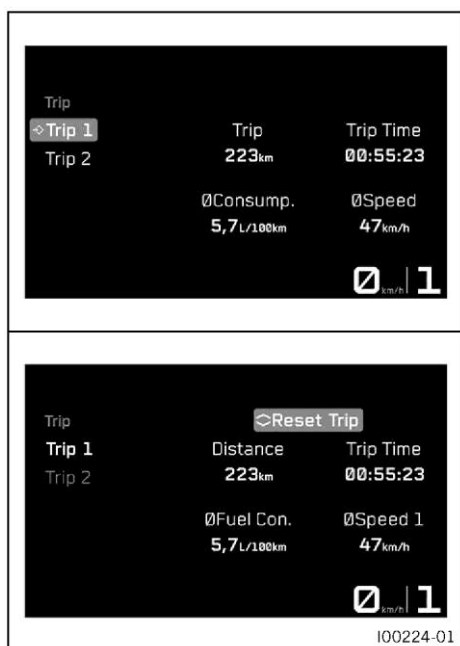 Trip
Trip 1 Trip Trip Time
Trip 2 223km 00:55:23
ØConsump. ØSpeed
5,7L/100km 47km/h
0 km/h 1
Trip Reset Trip
Trip 1 Distance Trip Time
Trip 2 223km 00:55:23
ØFuel Con. ØSpeed 1
5,7L/100km 47km/h
0 km/h 1
I00224-01